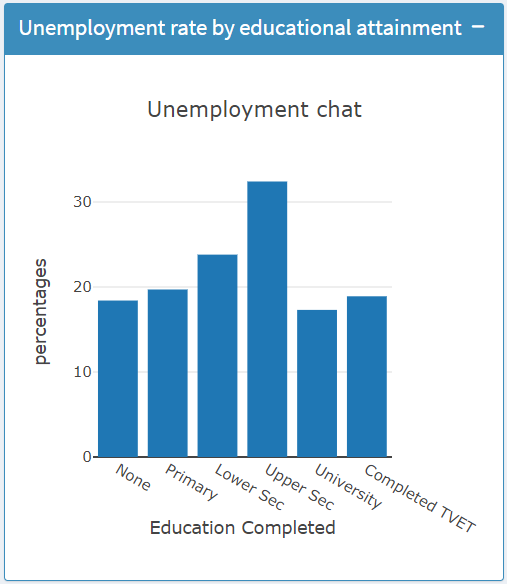 Unemployment rate by educational attainment −
Unemployment chat
30
20
10
0
percentages
None
Primary
Lower Sec
Upper Sec
University
Completed TVET
Education Completed